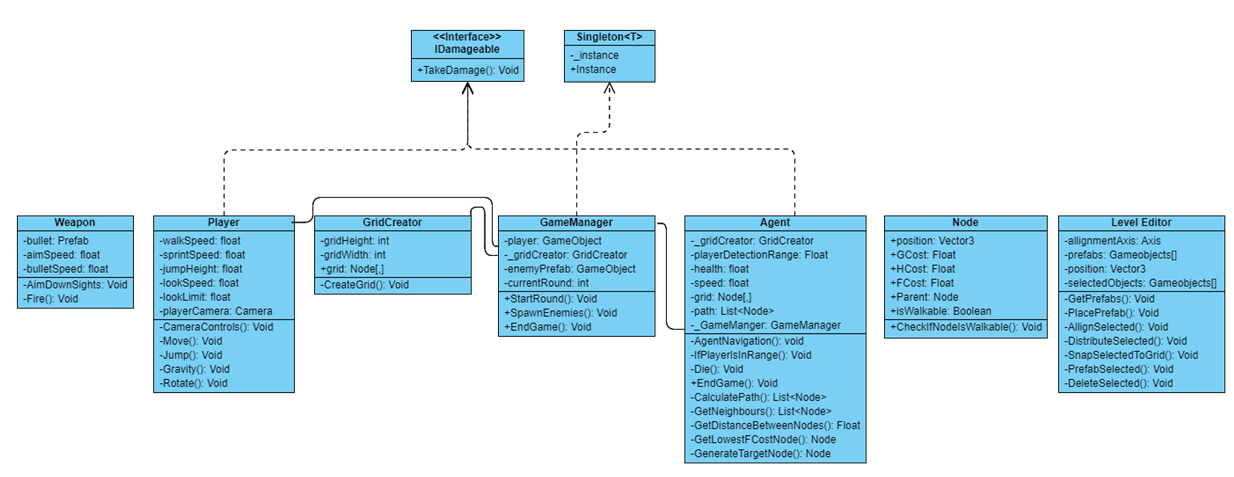 <<Interface>>
IDamageable
+TakeDamage(): Void
Singleton<T>
-_instance
+Instance
Weapon
-bullet: Prefab
-aimSpeed: float
-bulletSpeed: float
-AimDownSights: Void
-Fire(): Void
Player
-walkSpeed: float
-sprintSpeed: float
-jumpHeight: float
-lookSpeed: float
-lookLimit: float
-playerCamera: Camera
-CameraControls(): Void
-Move(): Void
-Jump(): Void
-Gravity(): Void
-Rotate(): Void
GridCreator
-gridHeight: int
-gridWidth: int
+grid: Node[,]
-CreateGrid(): Void
GameManager
-player: GameObject
-_gridCreator: GridCreator
-enemyPrefab: GameObject
-currentRound: int
+StartRound(): Void
+SpawnEnemies(): Void
+EndGame(): Void
Agent
-_gridCreator: GridCreator
-playerDetectionRange: Float
-health: float
-speed: float
-grid: Node[,]
-path: List<Node>
-_GameManger: GameManager
-AgentNavigation(): void
-IfPlayerIsInRange(): Void
-Die(): Void
+EndGame(): Void
-CalculatePath(): List<Node>
-GetNeighbours(): List<Node>
-GetDistanceBetweenNodes(): Float
-GetLowestFCostNode(): Node
-GenerateTargetNode(): Node
Node
+position: Vector3
+GCost: Float
+HCost: Float
+FCost: Float
+Parent: Node
+isWalkable: Boolean
+CheckIfNodeIsWalkable(): Void
Level Editor
-allignmentAxis: Axis
-prefabs: Gameobjects[]
-position: Vector3
-selectedObjects: Gameobjects[]
-GetPrefabs(): Void
-PlacePrefab(): Void
-AllignSelected(): Void
-DistributeSelected(): Void
-SnapSelectedToGrid(): Void
-PrefabSelected(): Void
-DeleteSelected(): Void